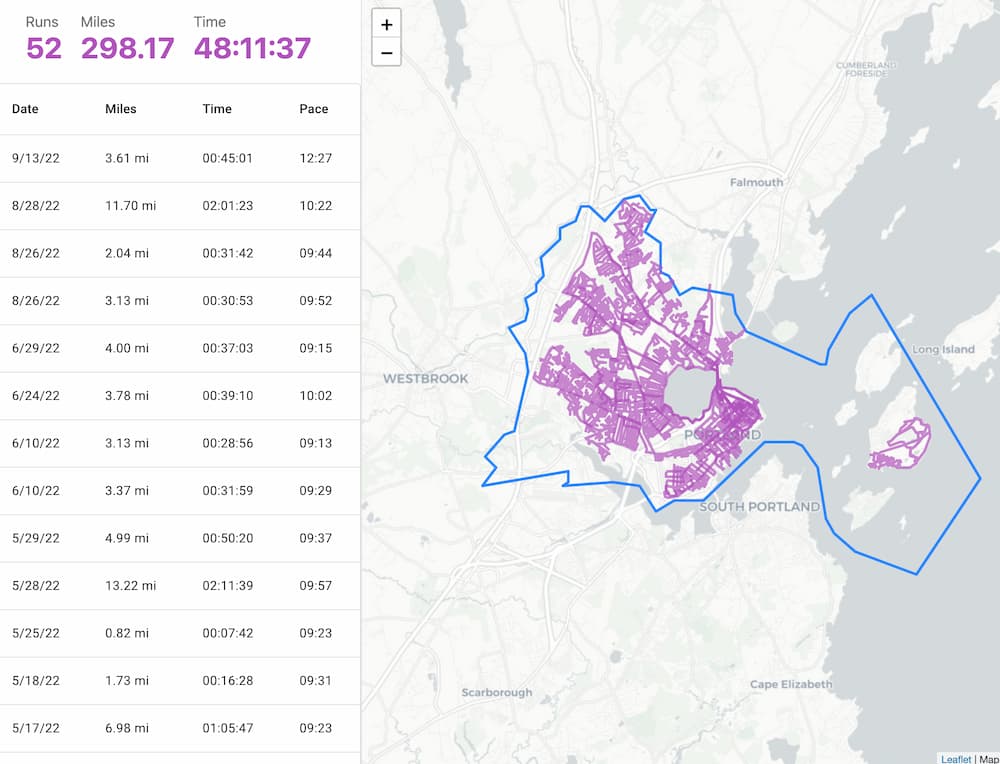 Runs Miles Time
52 298.17 48:11:37
Date Miles Time Pace
9/13/22 3.61 mi 00:45:01 12:27
8/28/22 11.70 mi 02:01:23 10:22
8/26/22 2.04 mi 00:31:42 09:44
8/26/22 3.13 mi 00:30:53 09:52
6/29/22 4.00 mi 00:37:03 09:15
6/24/22 3.78 mi 00:39:10 10:02
6/10/22 3.13 mi 00:28:56 09:13
6/10/22 3.37 mi 00:31:59 09:29
5/29/22 4.99 mi 00:50:20 09:37
5/28/22 13.22 mi 02:11:39 09:57
5/25/22 0.82 mi 00:07:42 09:23
5/18/22 1.73 mi 00:16:28 09:31
5/17/22 6.98 mi 01:05:47 09:23
+
−
CUMBERLAND
FORESIDE
Falmouth
Long Island
WESTBROOK
PORTLAND
SOUTH PORTLAND
Cape Elizabeth
Scarborough
Leaflet | Map